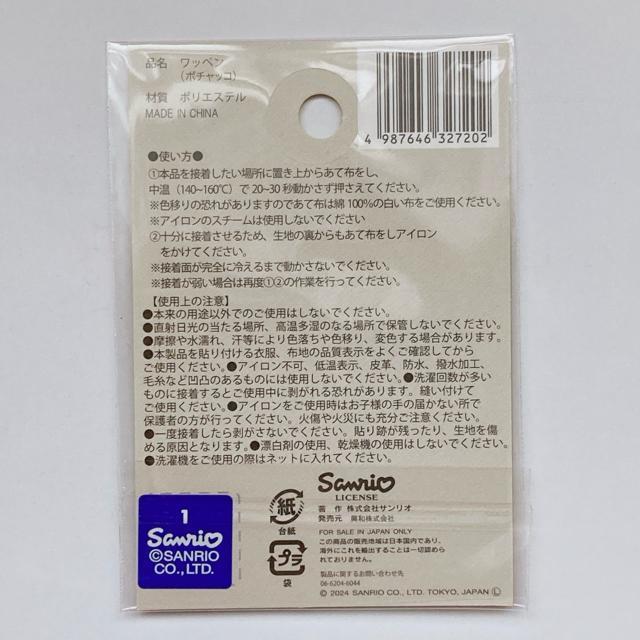 品名 ワッペン
(ポチャッコ)
材質 ポリエステル
MADE IN CHINA
4 987646 327202
●使い方●
①本品を接着したい場所に置き上からあて布をし、
中温(140~160℃)で20~30秒動かさず押さえてください。
※色移りの恐れがありますのであて布は綿100%の白い布をご使用ください。
※アイロンのスチームは使用しないでください
②十分に接着させるため、生地の裏からもあて布をしアイロン
をかけてください。
※接着面が完全に冷えるまで動かさないでください。
※接着が弱い場合は再度①②の作業を行ってください。
【使用上の注意】
●本来の用途以外でのご使用はしないでください。
●直射日光の当たる場所、高温多湿のなる場所で保管しないでください。
●摩擦や水濡れ、汗等により色落ちや色移り、変色する場合があります。
●本製品を貼り付ける衣服、布地の品質表示をよくご確認してから
ご使用ください。●アイロン不可、低温表示、皮革、防水、撥水加工、
毛糸など凹凸のあるものには使用しないでください。●洗濯回数が多い
ものに接着するとご使用中に剥がれる恐れがあります。縫い付けて
ご使用ください。●アイロンをご使用時はお子様の手の届かない所で
保護者の方が行ってください。火傷や火災にも充分ご注意ください。
●一度接着したら剥がさないでください。貼り跡が残ったり、生地を傷
める原因となります。●漂白剤の使用、乾燥機の使用はしないでください。
●洗濯機をご使用の際はネットに入れてください。
1
Sanrio
©SANRIO
CO., LTD.
紙
台紙
プラ
袋
Sanrio
LICENSE
著 作 株式会社サンリオ
発売元 興和株式会社
FOR SALE IN JAPAN ONLY
この商品の販売地域は日本国内であり、
海外にこれを輸出することは一切認めら
れておりません。
製品に関するお問い合わせ先
06-6204-6044
© 2024 SANRIO CO., LTD. TOKYO, JAPAN Ⓛ